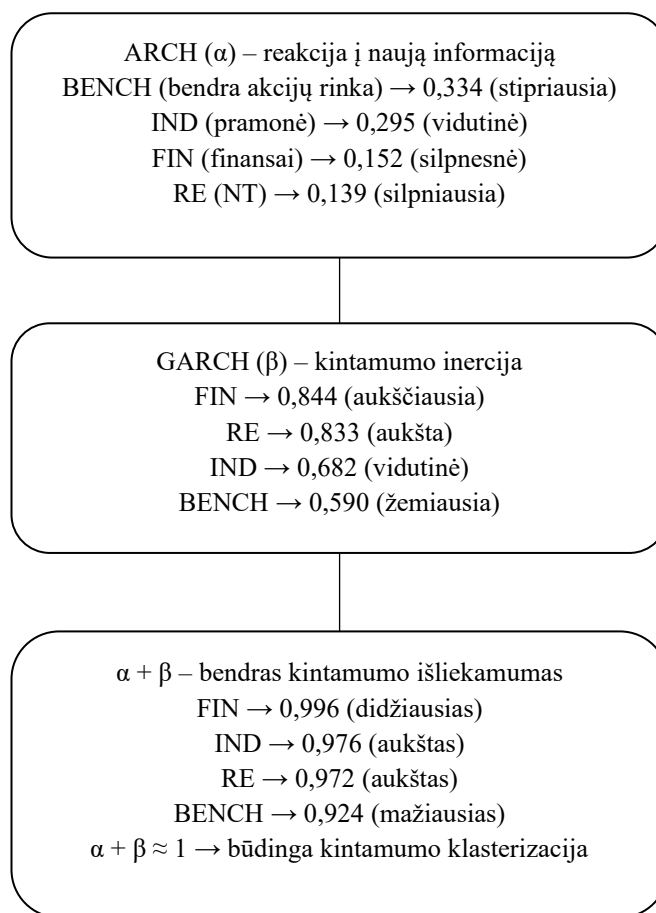 ARCH (α) – reakcija į naują informaciją
BENCH (bendra akcijų rinka) → 0,334 (stipriausia)
IND (pramonė) → 0,295 (vidutinė)
FIN (finansai) → 0,152 (silpnesnė)
RE (NT) → 0,139 (silpniausia)
GARCH (β) – kintamumo inercija
FIN → 0,844 (aukščiausia)
RE → 0,833 (aukšta)
IND → 0,682 (vidutinė)
BENCH → 0,590 (žemiausia)
α + β – bendras kintamumo išliekamumas
FIN → 0,996 (didžiausias)
IND → 0,976 (aukštas)
RE → 0,972 (aukštas)
BENCH → 0,924 (mažiausias)
α + β ≈ 1 → būdinga kintamumo klasterizacija